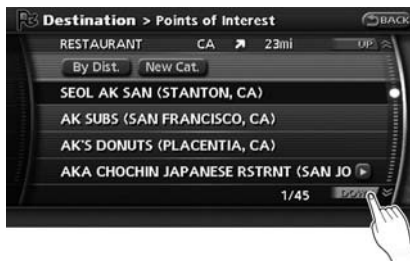 Destination > Points of Interest BACK
RESTAURANT CA 23mi UP
By Dist. New Cat.
SEOL AK SAN (STANTON, CA)
AK SUBS (SAN FRANCISCO, CA)
AK'S DONUTS (PLACENTIA, CA)
AKA CHOCHIN JAPANESE RSTRNT (SAN JO
1/45